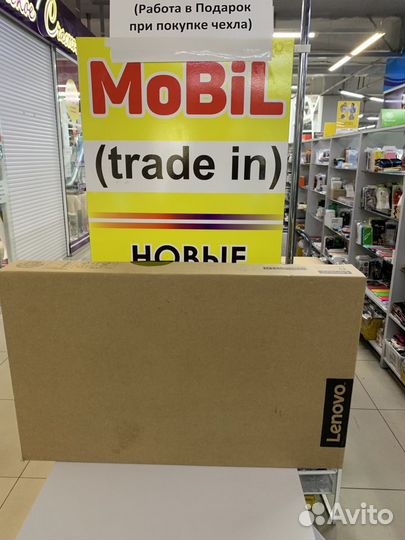 (Работа в Подарок
при покупке чехла)
MoBiL
(trade in)
НОВЫЕ
Lenovo
Avito